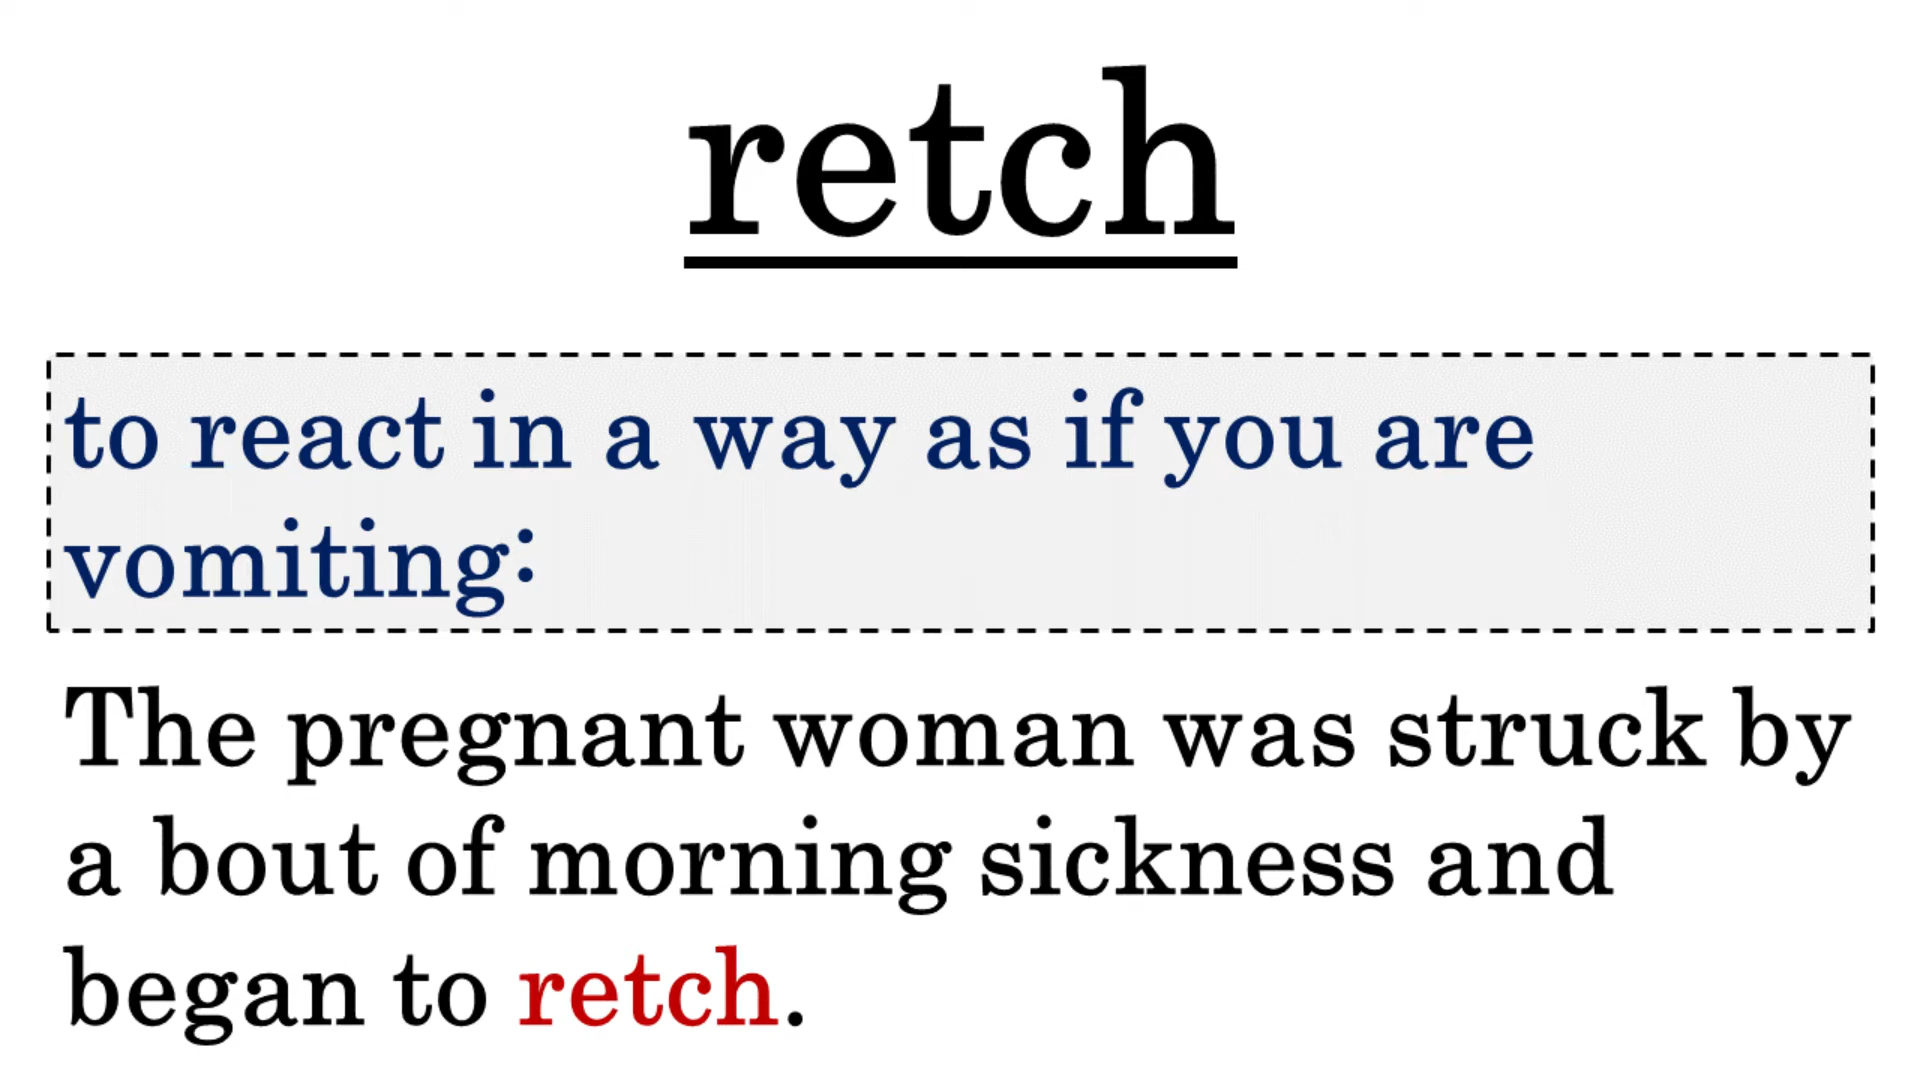 retch
to react in a way as if you are
vomiting:
The pregnant woman was struck by
a bout of morning sickness and
began to retch.